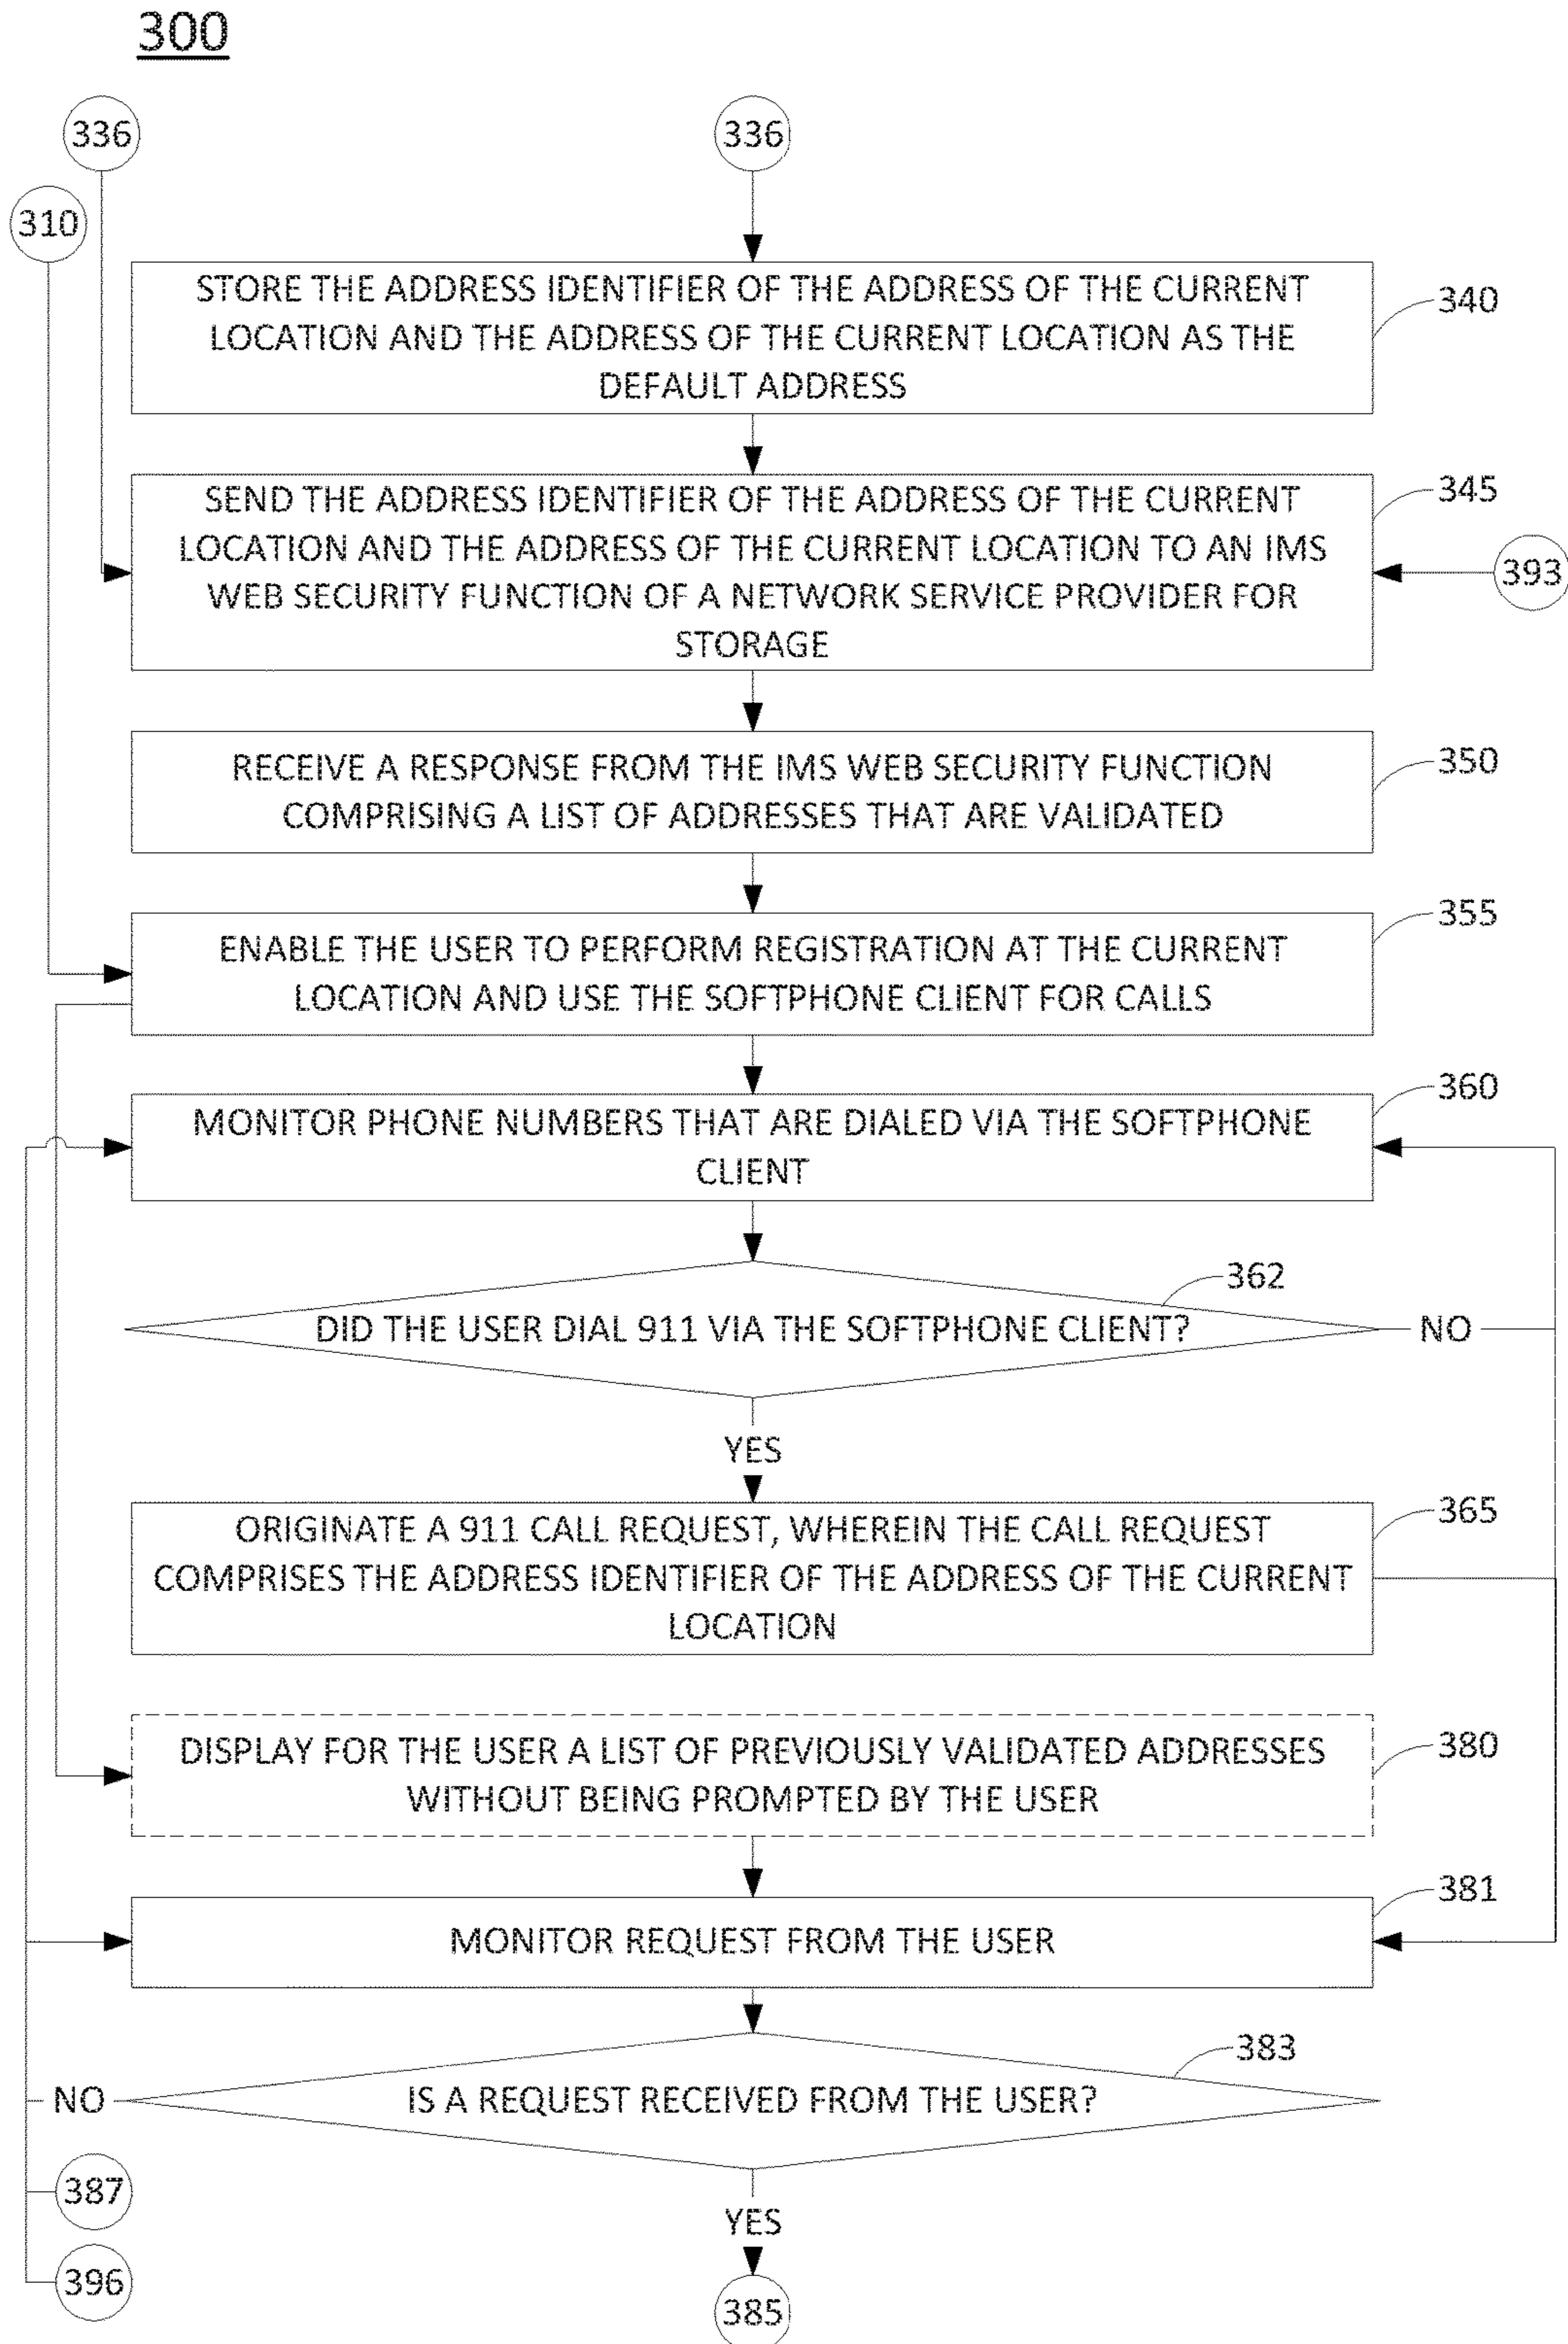 300
336
336
310
STORE THE ADDRESS IDENTIFIER OF THE ADDRESS OF THE CURRENT
LOCATION AND THE ADDRESS OF THE CURRENT LOCATION AS THE
DEFAULT ADDRESS
340
SEND THE ADDRESS IDENTIFIER OF THE ADDRESS OF THE CURRENT
LOCATION AND THE ADDRESS OF THE CURRENT LOCATION TO AN IMS
WEB SECURITY FUNCTION OF A NETWORK SERVICE PROVIDER FOR
STORAGE
345
393
RECEIVE A RESPONSE FROM THE IMS WEB SECURITY FUNCTION
COMPRISING A LIST OF ADDRESSES THAT ARE VALIDATED
350
ENABLE THE USER TO PERFORM REGISTRATION AT THE CURRENT
LOCATION AND USE THE SOFTPHONE CLIENT FOR CALLS
355
MONITOR PHONE NUMBERS THAT ARE DIALED VIA THE SOFTPHONE
CLIENT
360
362
DID THE USER DIAL 911 VIA THE SOFTPHONE CLIENT?
NO
YES
ORIGINATE A 911 CALL REQUEST, WHEREIN THE CALL REQUEST
COMPRISES THE ADDRESS IDENTIFIER OF THE ADDRESS OF THE CURRENT
LOCATION
365
DISPLAY FOR THE USER A LIST OF PREVIOUSLY VALIDATED ADDRESSES
WITHOUT BEING PROMPTED BY THE USER
380
MONITOR REQUEST FROM THE USER
381
383
IS A REQUEST RECEIVED FROM THE USER?
NO
387
YES
396
385